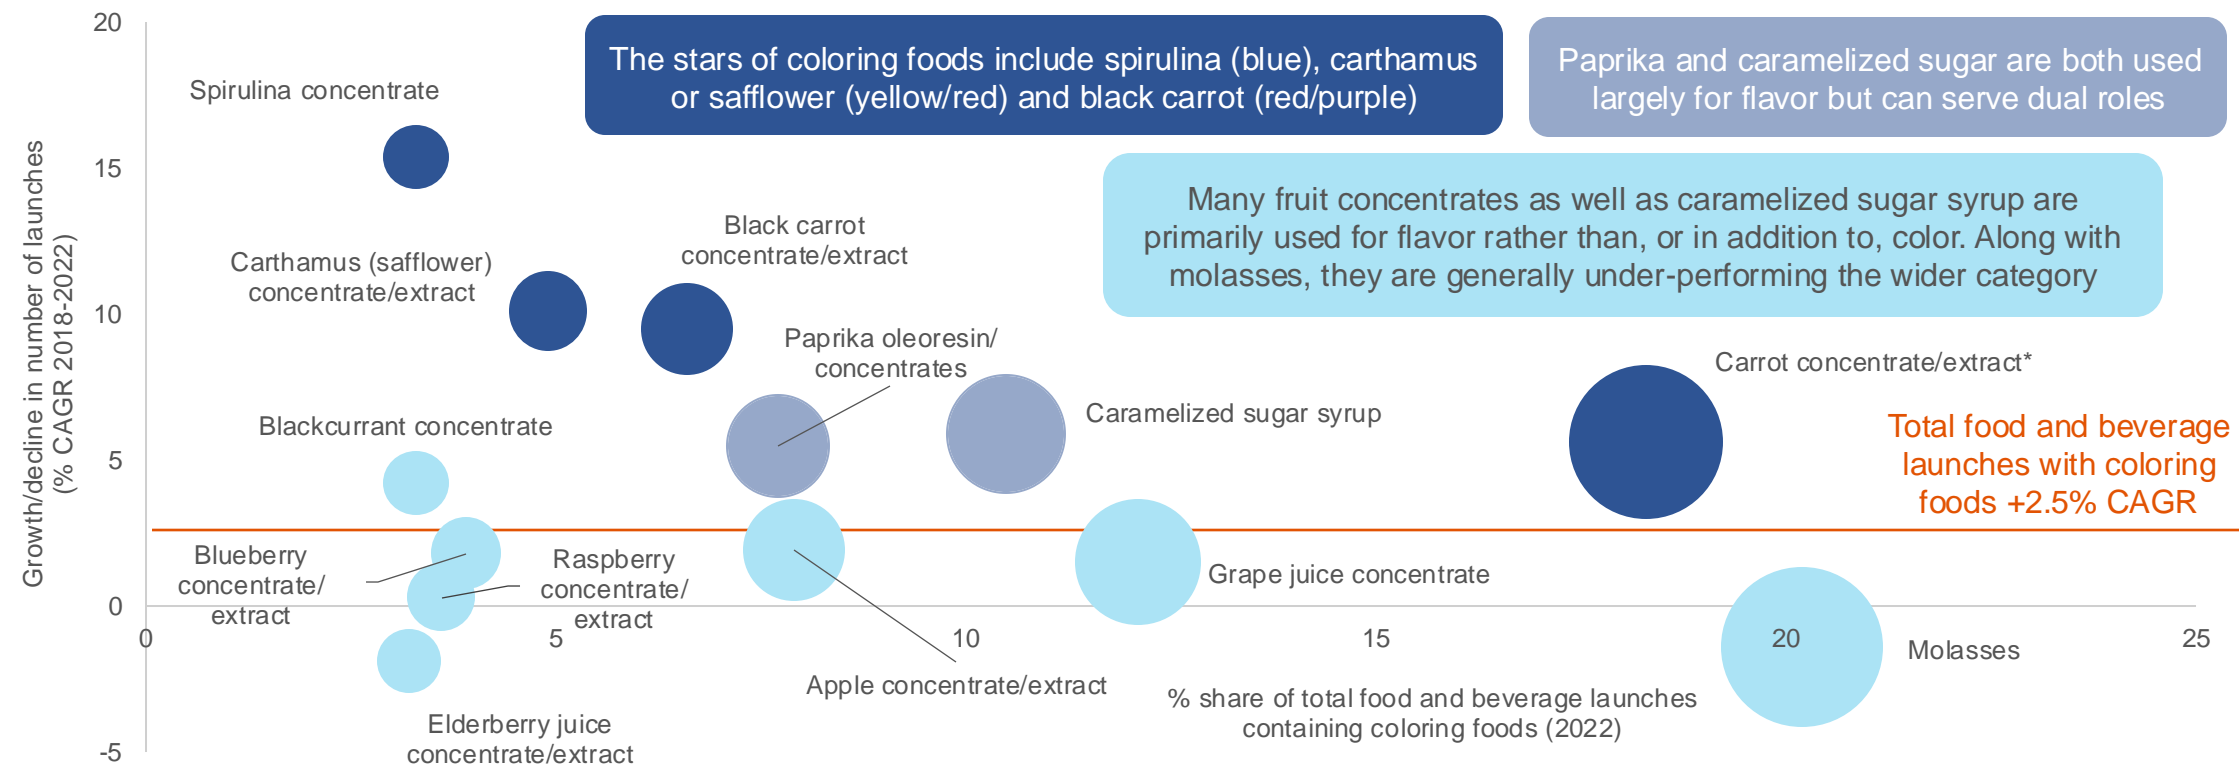 20
15
10
5
0
-5
Growth/decline in number of launches
(% CAGR 2018-2022)
The stars of coloring foods include spirulina (blue), carthamus
or safflower (yellow/red) and black carrot (red/purple)
Paprika and caramelized sugar are both used
largely for flavor but can serve dual roles
Many fruit concentrates as well as caramelized sugar syrup are
primarily used for flavor rather than, or in addition to, color. Along with
molasses, they are generally under-performing the wider category
Spirulina concentrate
Carthamus (safflower)
concentrate/extract
Black carrot
concentrate/extract
Paprika oleoresin/
concentrates
Carrot concentrate/extract*
Caramelized sugar syrup
Blackcurrant concentrate
Total food and beverage
launches with coloring
foods +2.5% CAGR
Blueberry
concentrate/
extract
Raspberry
concentrate/
extract
Grape juice concentrate
0
5
10
15
20
25
Molasses
Apple concentrate/extract
Elderberry juice
concentrate/extract
% share of total food and beverage launches
containing coloring foods (2022)